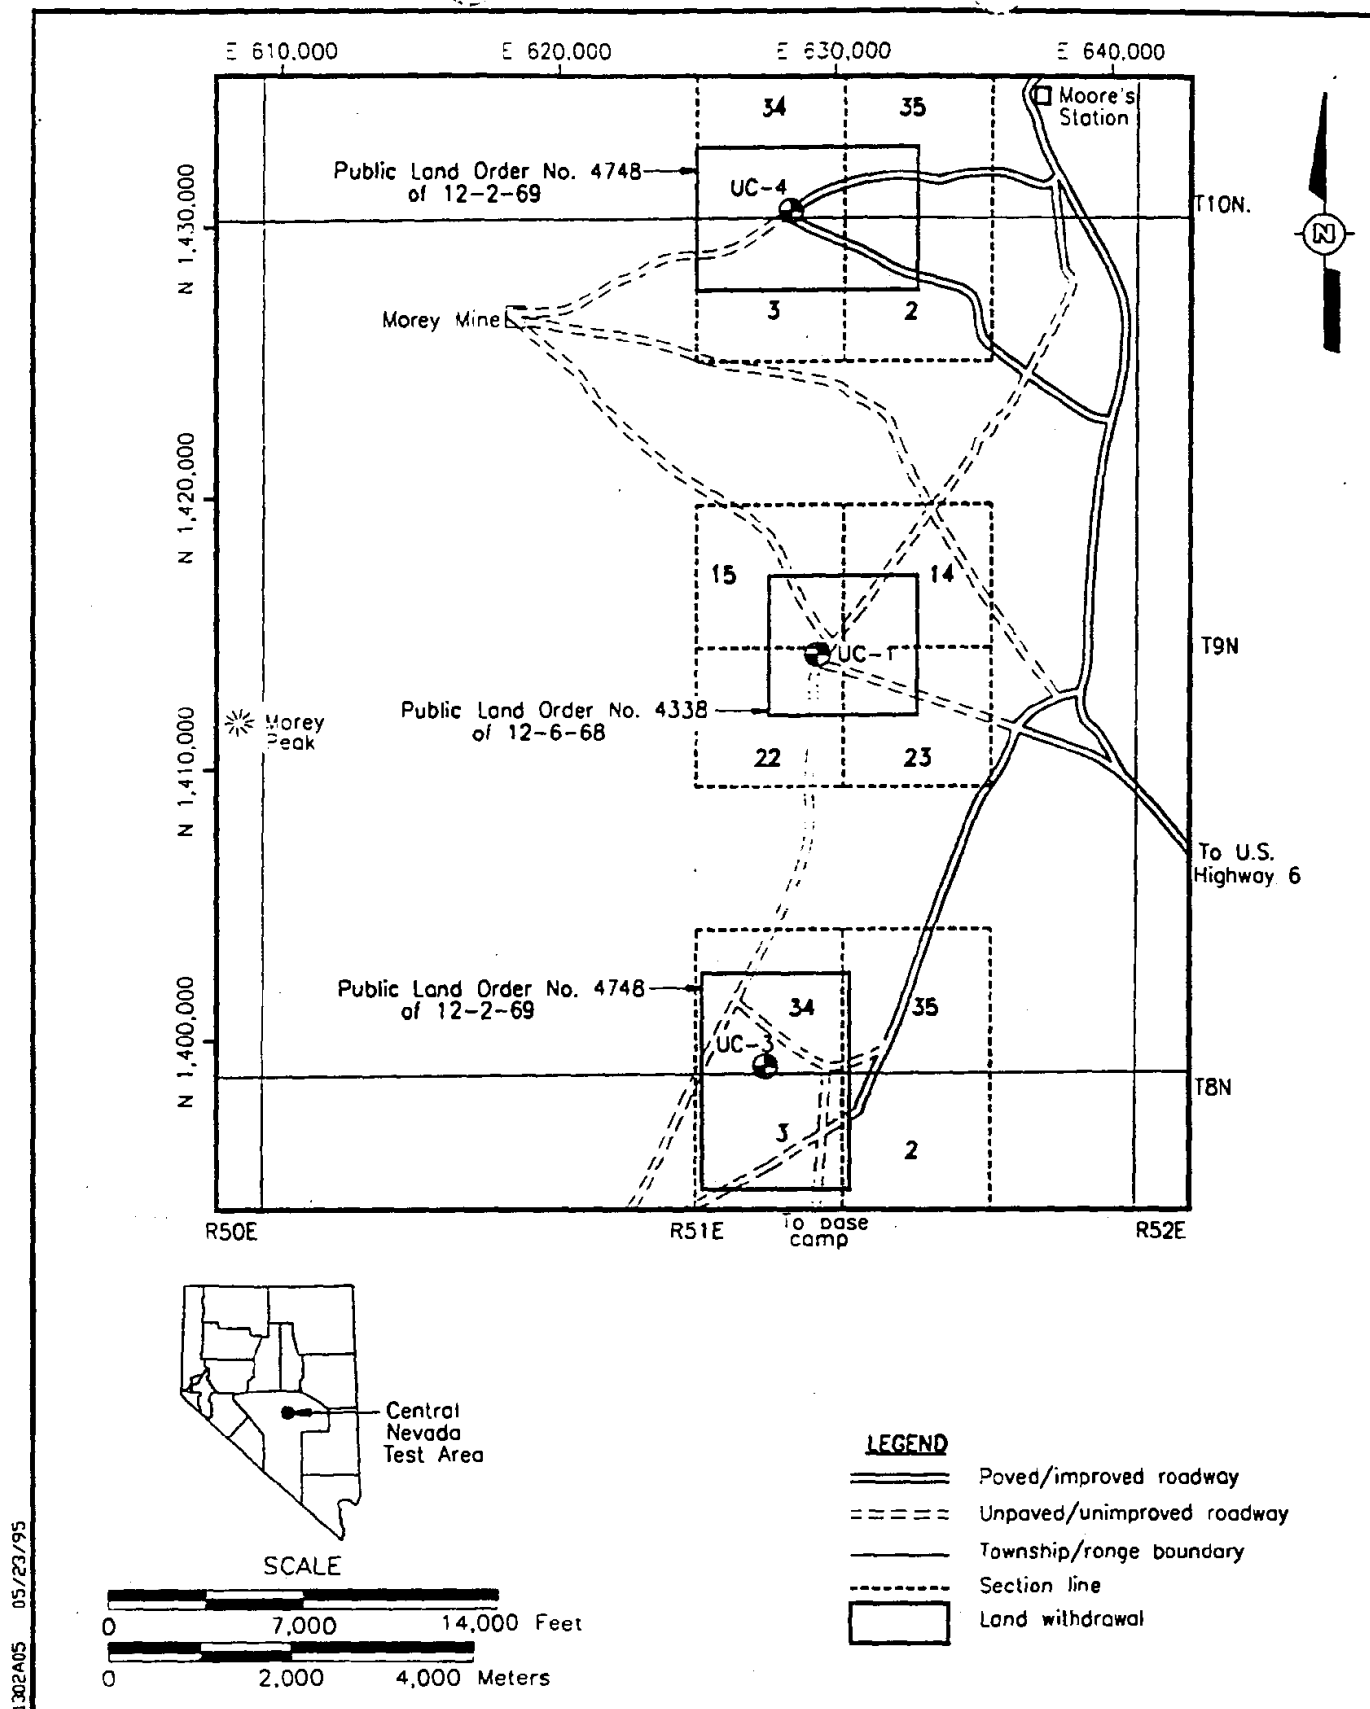 E 610,000
E 620,000
E 630,000
E 640,000
34
35
Moore's
Station
Public Land Order No. 4748
of 12-2-69
UC-4
T10N.
N 1,430,000
N
Morey Mine
3
2
N 1,420,000
15
14
UC-1
T9N
Public Land Order No. 4338
of 12-6-68
Morey
Peak
22
23
N 1,410,000
To U.S.
Highway 6
Public Land Order No. 4748
of 12-2-69
34
35
UC-3
N 1,400,000
T8N
3
2
R50E
R51E
To base
camp
R52E
Central
Nevada
Test Area
LEGEND
Paved/improved roadway
Unpaved/unimproved roadway
Township/range boundary
Section line
Land withdrawal
SCALE
0 7,000 14,000 Feet
0 2,000 4,000 Meters
1302A05 05/23/95